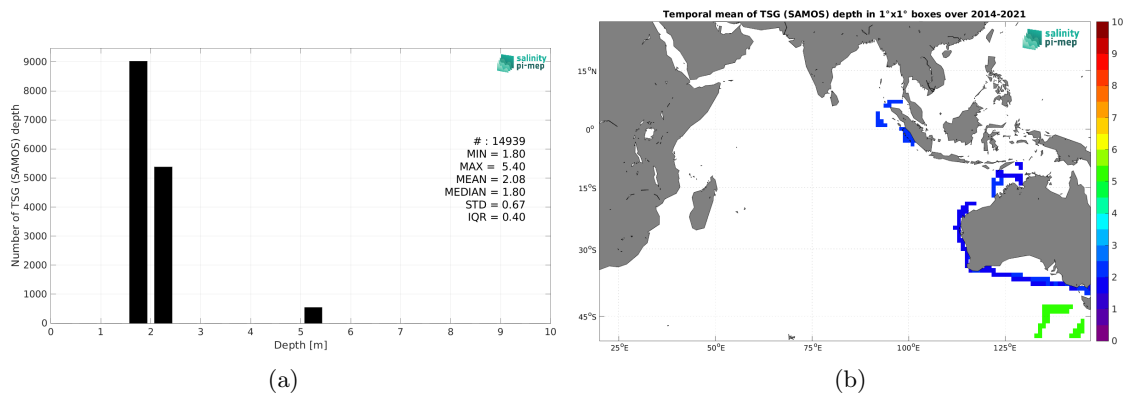 9000
8000
7000
6000
5000
4000
3000
2000
1000
0
Number of TSG (SAMOS) depth
salinity
pi-mep
# : 14939
MIN = 1.80
MAX = 5.40
MEAN = 2.08
MEDIAN = 1.80
STD = 0.67
IQR = 0.40
0 1 2 3 4 5 6 7 8 9 10
Depth [m]
(a)
Temporal mean of TSG (SAMOS) depth in 1°x1° boxes over 2014-2021
salinity
pi-mep
15°N
0°
15°S
30°S
45°S
25°E 50°E 75°E 100°E 125°E
10
9
8
7
6
5
4
3
2
1
0
(b)